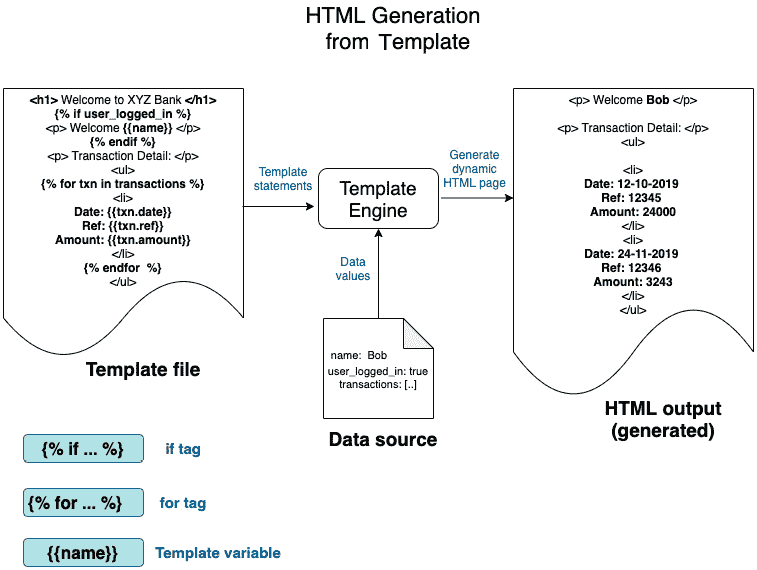 HTML Generation
from Template
<h1> Welcome to XYZ Bank </h1>
{% if user_logged_in %}
<p> Welcome {{name}} </p>
{% endif %}
<p> Transaction Detail: </p>
<ul>
{% for txn in transactions %}
<li>
Date: {{txn.date}}
Ref: {{txn.ref}}
Amount: {{txn.amount}}
</li>
{% endfor  %}
</ul>
Template file
Template
statements
Template
Engine
Data
values
name:  Bob
user_logged_in: true
transactions: [..]
Data source
Generate
dynamic
HTML page
<p> Welcome Bob </p>
<p> Transaction Detail: </p>
<ul>
<li>
Date: 12-10-2019
Ref: 12345
Amount: 24000
</li>
<li>
Date: 24-11-2019
Ref: 12346
Amount: 3243
</li>
</ul>
HTML output
(generated)
{% if ... %}
if tag
{% for ... %}
for tag
{{name}}
Template variable